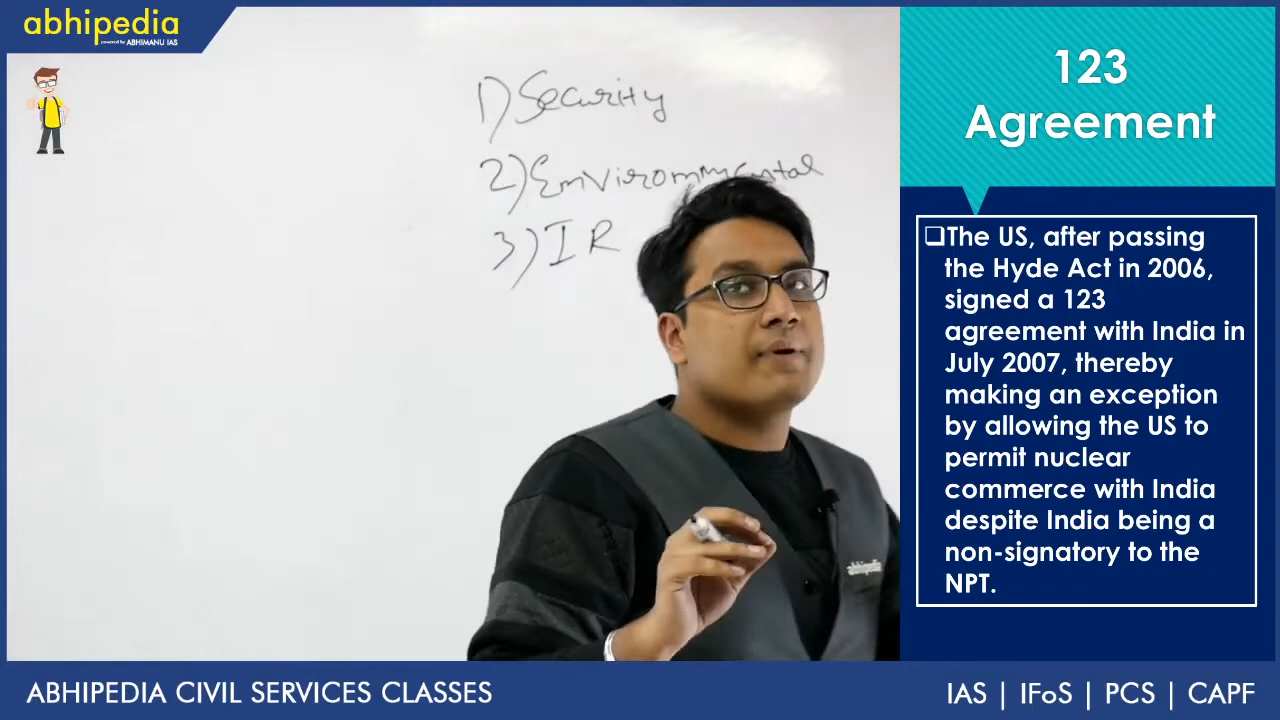 abhipedia
powered by ABHIMANU IAS
1) Security
2) Environmental
3) IR
123
Agreement
❑The US, after passing
the Hyde Act in 2006,
signed a 123
agreement with India in
July 2007, thereby
making an exception
by allowing the US to
permit nuclear
commerce with India
despite India being a
non-signatory to the
NPT.
abhipedia
ABHIPEDIA CIVIL SERVICES CLASSES
IAS | IFoS | PCS | CAPF